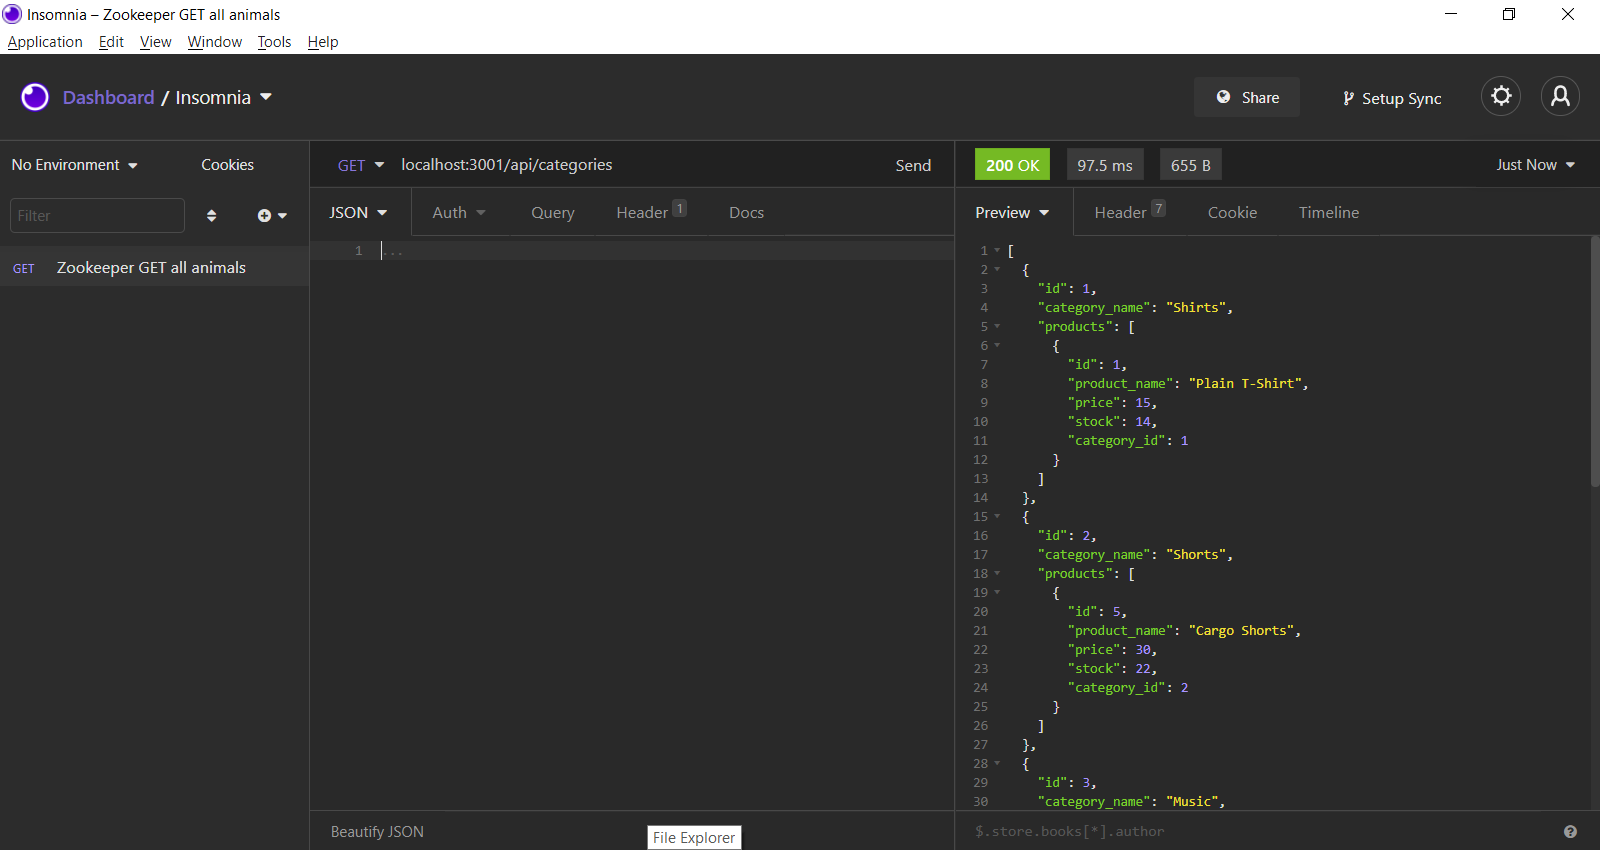 Insomnia – Zookeeper GET all animals
Application Edit View Window Tools Help
Dashboard / Insomnia
Share
Setup Sync
No Environment
Cookies
GET localhost:3001/api/categories Send
200 OK 97.5 ms 655 B Just Now
Filter
JSON Auth Query Header 1 Docs
Preview Header 7 Cookie Timeline
GET Zookeeper GET all animals
1 ...
1 [
2 {
3 "id": 1,
4 "category_name": "Shirts",
5 "products": [
6 {
7 "id": 1,
8 "product_name": "Plain T-Shirt",
9 "price": 15,
10 "stock": 14,
11 "category_id": 1
12 }
13 ]
14 },
15 {
16 "id": 2,
17 "category_name": "Shorts",
18 "products": [
19 {
20 "id": 5,
21 "product_name": "Cargo Shorts",
22 "price": 30,
23 "stock": 22,
24 "category_id": 2
25 }
26 ]
27 },
28 {
29 "id": 3,
30 "category_name": "Music",
Beautify JSON
File Explorer
$.store.books[*].author